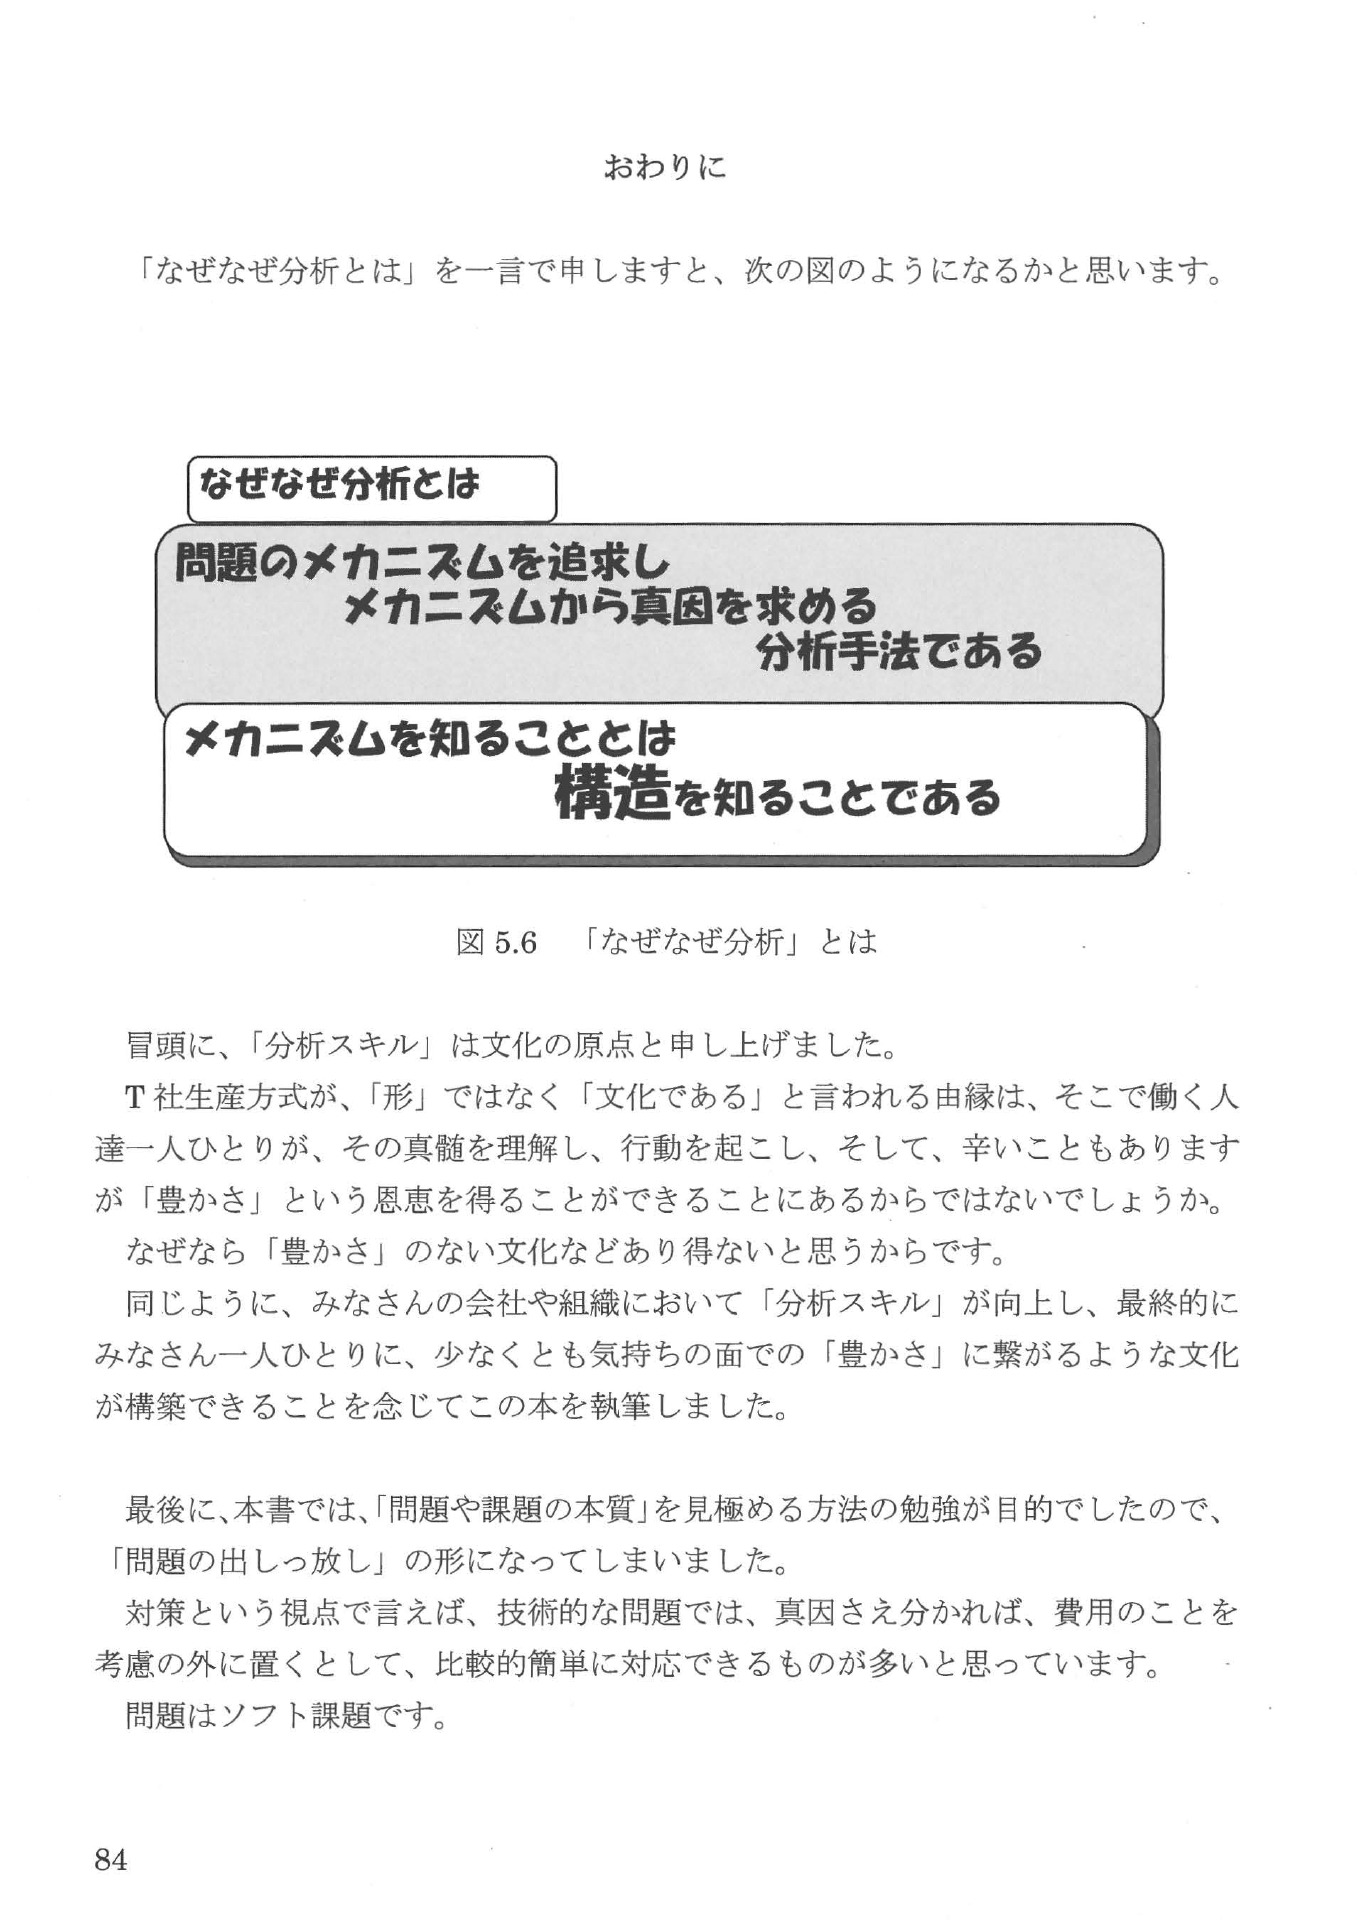 おわりに
「なぜなぜ分析とは」を一言で申しますと、次の図のようになるかと思います。
なぜなぜ分析とは
問題のメカニズムを追求し
メカニズムから真因を求める
分析手法である
メカニズムを知ることとは
構造を知ることである
図 5.6　「なぜなぜ分析」とは
冒頭に、「分析スキル」は文化の原点と申し上げました。
T 社生産方式が、「形」ではなく「文化である」と言われる由縁は、そこで働く人
達一人ひとりが、その真髄を理解し、行動を起こし、そして、辛いこともあります
が「豊かさ」という恩恵を得ることができることにあるからではないでしょうか。
なぜなら「豊かさ」のない文化などあり得ないと思うからです。
同じように、みなさんの会社や組織において「分析スキル」が向上し、最終的に
みなさん一人ひとりに、少なくとも気持ちの面での「豊かさ」に繋がるような文化
が構築できることを念じてこの本を執筆しました。
最後に、本書では、「問題や課題の本質」を見極める方法の勉強が目的でしたので、
「問題の出しっ放し」の形になってしまいました。
対策という視点で言えば、技術的な問題では、真因さえ分かれば、費用のことを
考慮の外に置くとして、比較的簡単に対応できるものが多いと思っています。
問題はソフト課題です。
84